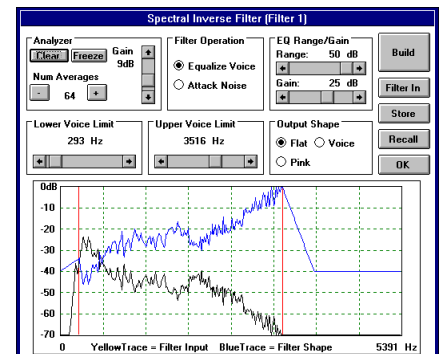 Spectral Inverse Filter (Filter 1)
Analyzer
Clear Freeze Gain
9dB
Num Averages
- 64 +
Filter Operation
Equalize Voice
Attack Noise
EQ Range/Gain
Range: 50 dB
Gain: 25 dB
Build
Filter In
Store
Recall
OK
Lower Voice Limit
293 Hz
Upper Voice Limit
3516 Hz
Output Shape
Flat Voice
Pink
0dB
-10
-20
-30
-40
-50
-60
-70
0 YellowTrace = Filter Input BlueTrace = Filter Shape 5391 Hz